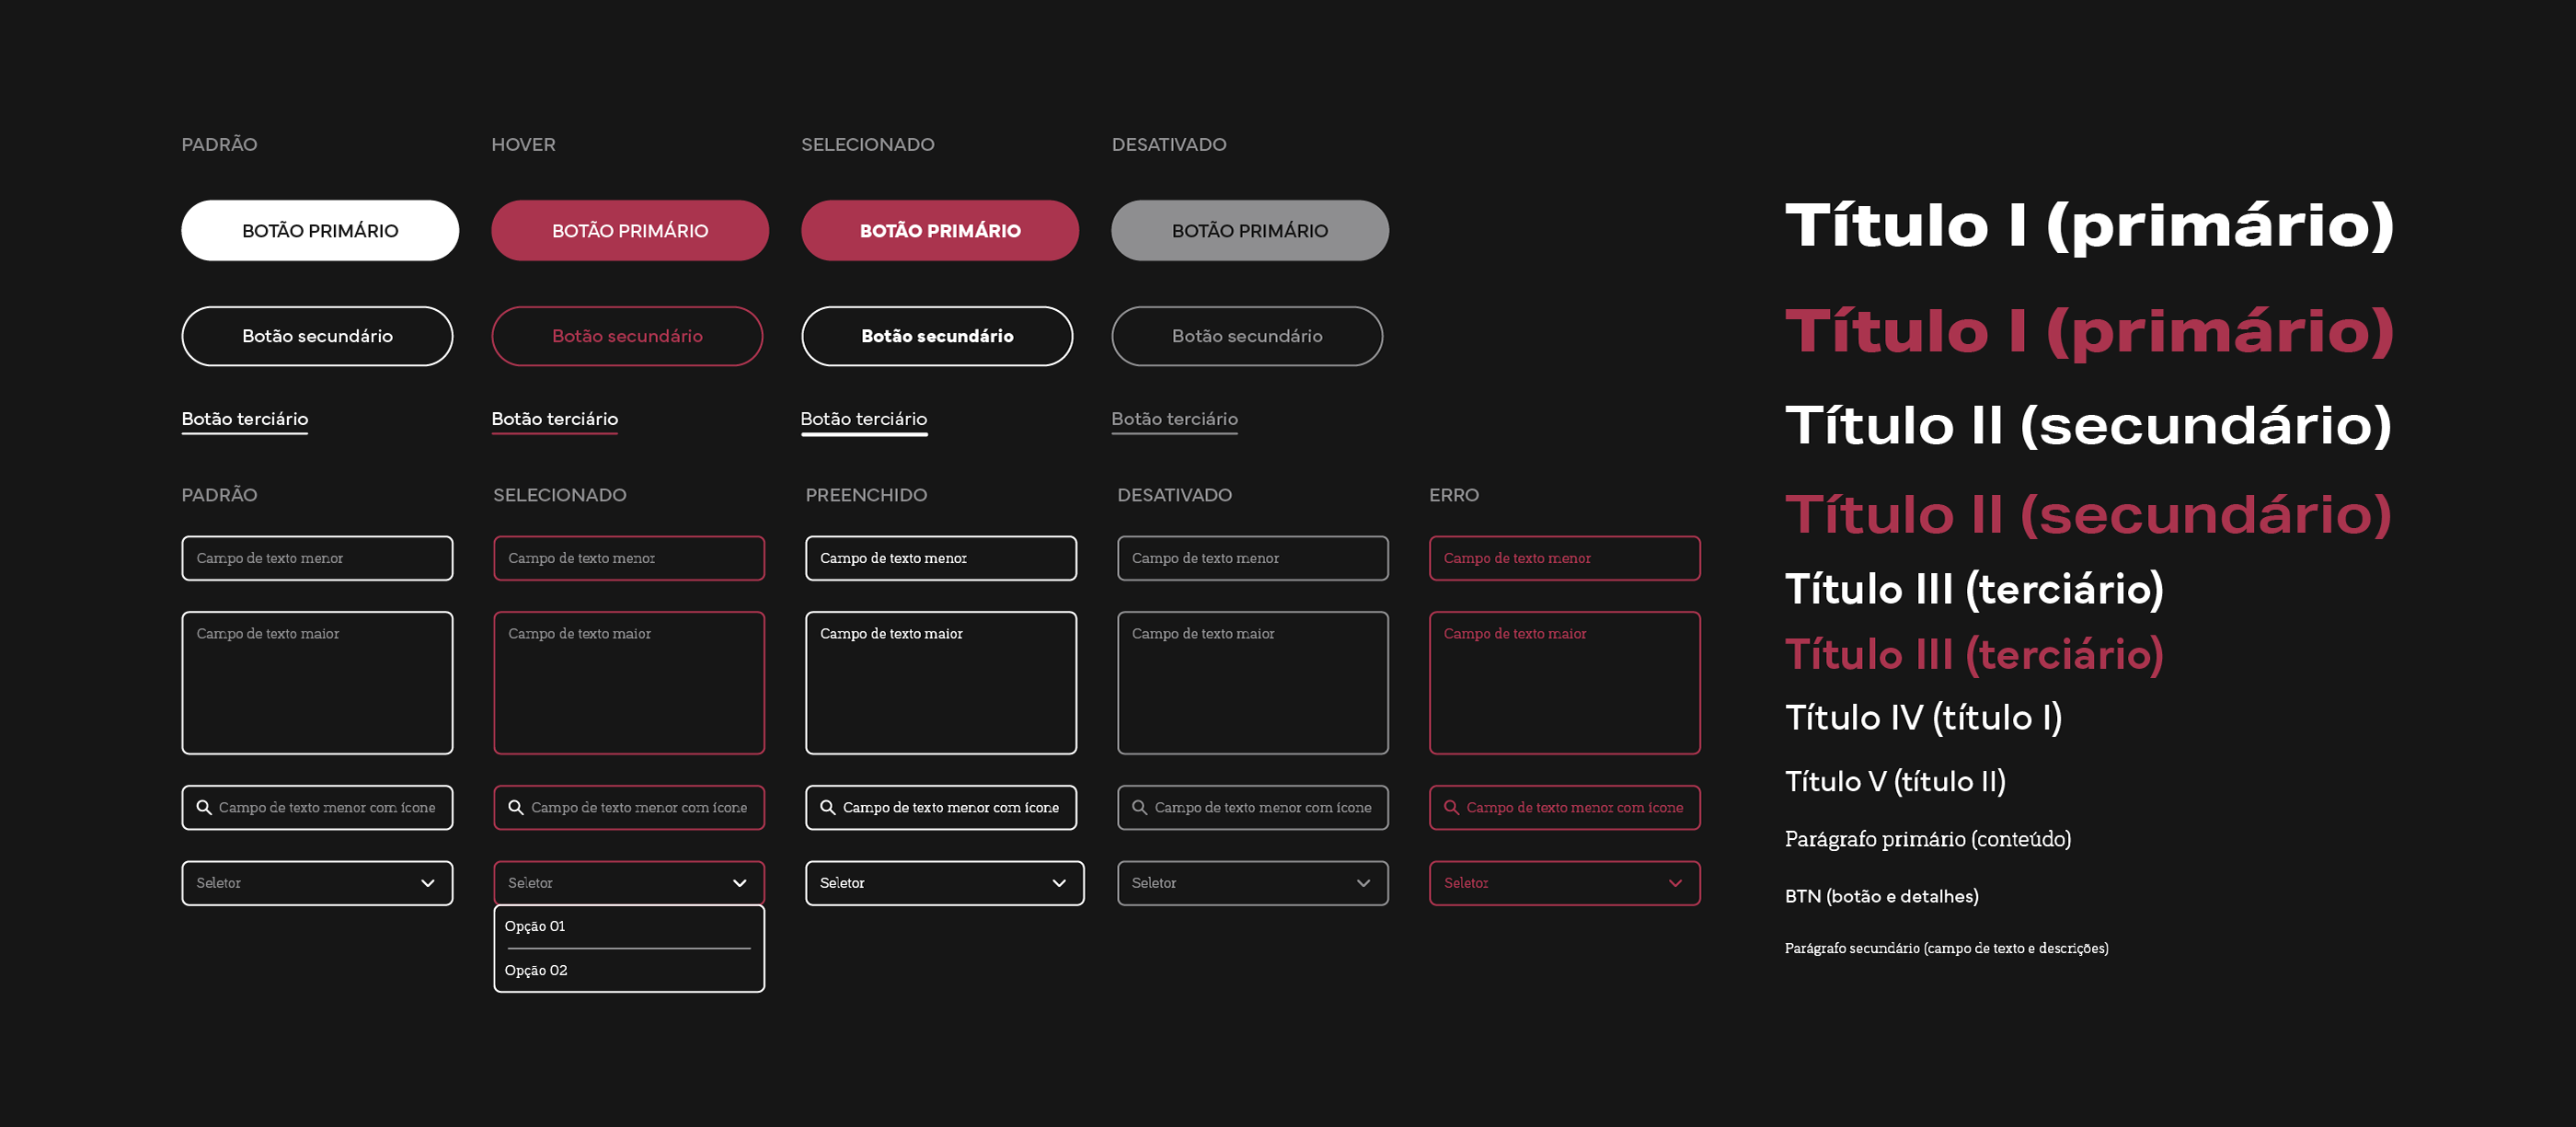 PADRÃO
HOVER
SELECIONADO
DESATIVADO
BOTÃO PRIMÁRIO
BOTÃO PRIMÁRIO
BOTÃO PRIMÁRIO
BOTÃO PRIMÁRIO
Botão secundário
Botão secundário
Botão secundário
Botão secundário
Botão terciário
Botão terciário
Botão terciário
Botão terciário
PADRÃO
SELECIONADO
PREENCHIDO
DESATIVADO
ERRO
Campo de texto menor
Campo de texto menor
Campo de texto menor
Campo de texto menor
Campo de texto menor
Campo de texto maior
Campo de texto maior
Campo de texto maior
Campo de texto maior
Campo de texto maior
Campo de texto menor com ícone
Campo de texto menor com ícone
Campo de texto menor com ícone
Campo de texto menor com ícone
Campo de texto menor com ícone
Seletor
Seletor
Seletor
Seletor
Seletor
Opção 01
Opção 02
Título I (primário)
Título I (primário)
Título II (secundário)
Título II (secundário)
Título III (terciário)
Título III (terciário)
Título IV (título I)
Título V (título II)
Parágrafo primário (conteúdo)
BTN (botão e detalhes)
Parágrafo secundário (campo de texto e descrições)